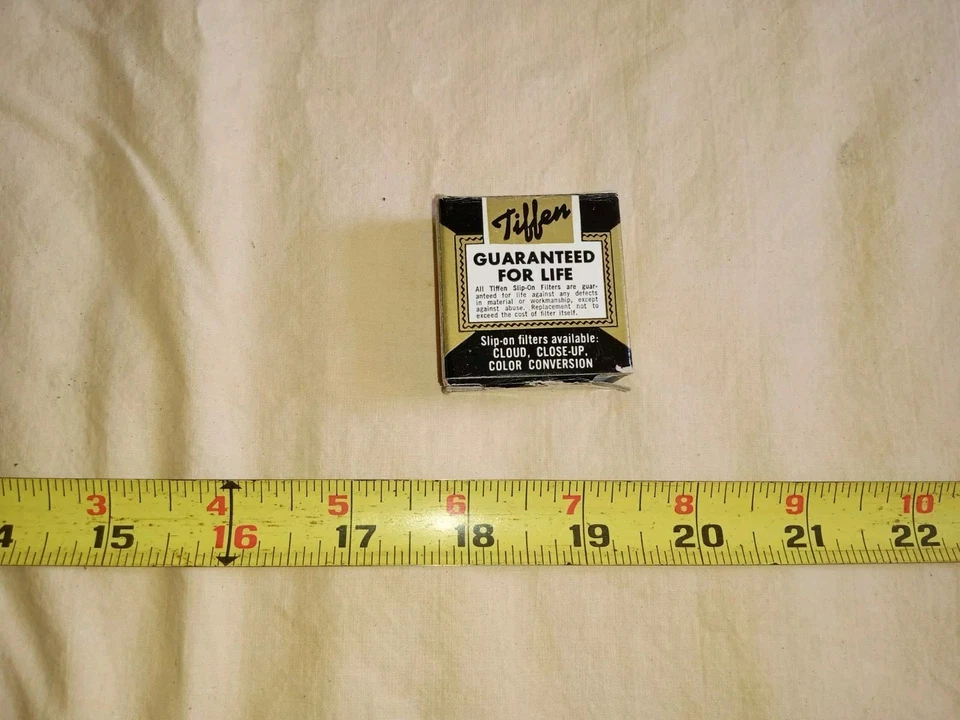 Tiffen
GUARANTEED
FOR LIFE
All Tiffen Slip-On Filters are guar-
anteed for life against any defects
in material or workmanship, except
against abuse. Replacement not to
exceed the cost of filter itself.
Slip-on filters available:
CLOUD, CLOSE-UP,
COLOR CONVERSION
3 4 5 6 7 8 9 10
4 15 16 17 18 19 20 21 22